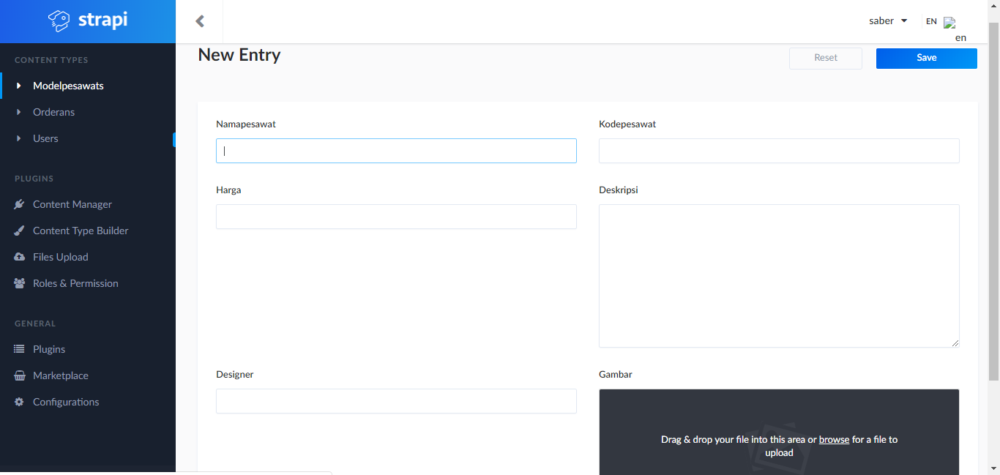 strapi
saber
EN
en
CONTENT TYPES
Modelpesawats
Orderans
Users
PLUGINS
Content Manager
Content Type Builder
Files Upload
Roles & Permission
GENERAL
Plugins
Marketplace
Configurations
New Entry
Reset
Save
Namapesawat
Kodepesawat
Harga
Deskripsi
Designer
Gambar
Drag & drop your file into this area or browse for a file to
upload